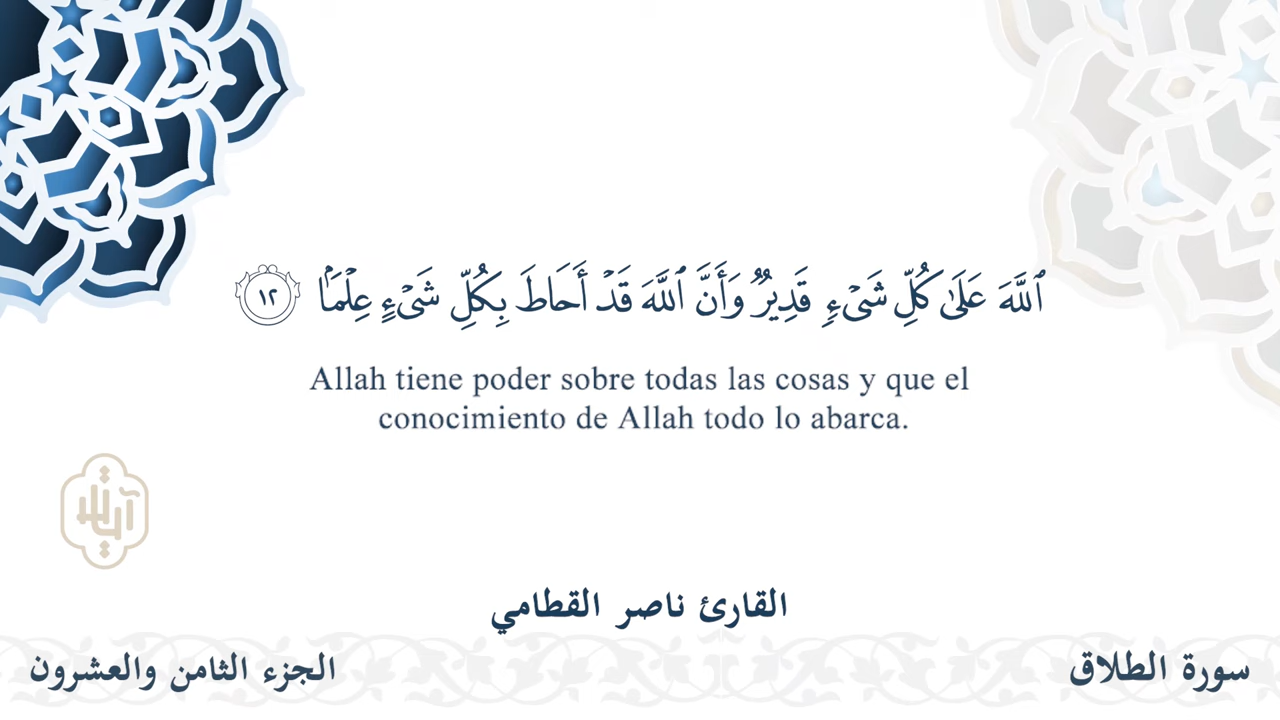 ٱللَّهَ عَلَىٰ كُلِّ شَىْءٍ قَدِيرٌ وَأَنَّ ٱللَّهَ قَدْ أَحَاطَ بِكُلِّ شَىْءٍ عِلْمًۢا ١٢
Allah tiene poder sobre todas las cosas y que el
conocimiento de Allah todo lo abarca.
القارئ ناصر القطامي
سورة الطلاق
الجزء الثامن والعشرون